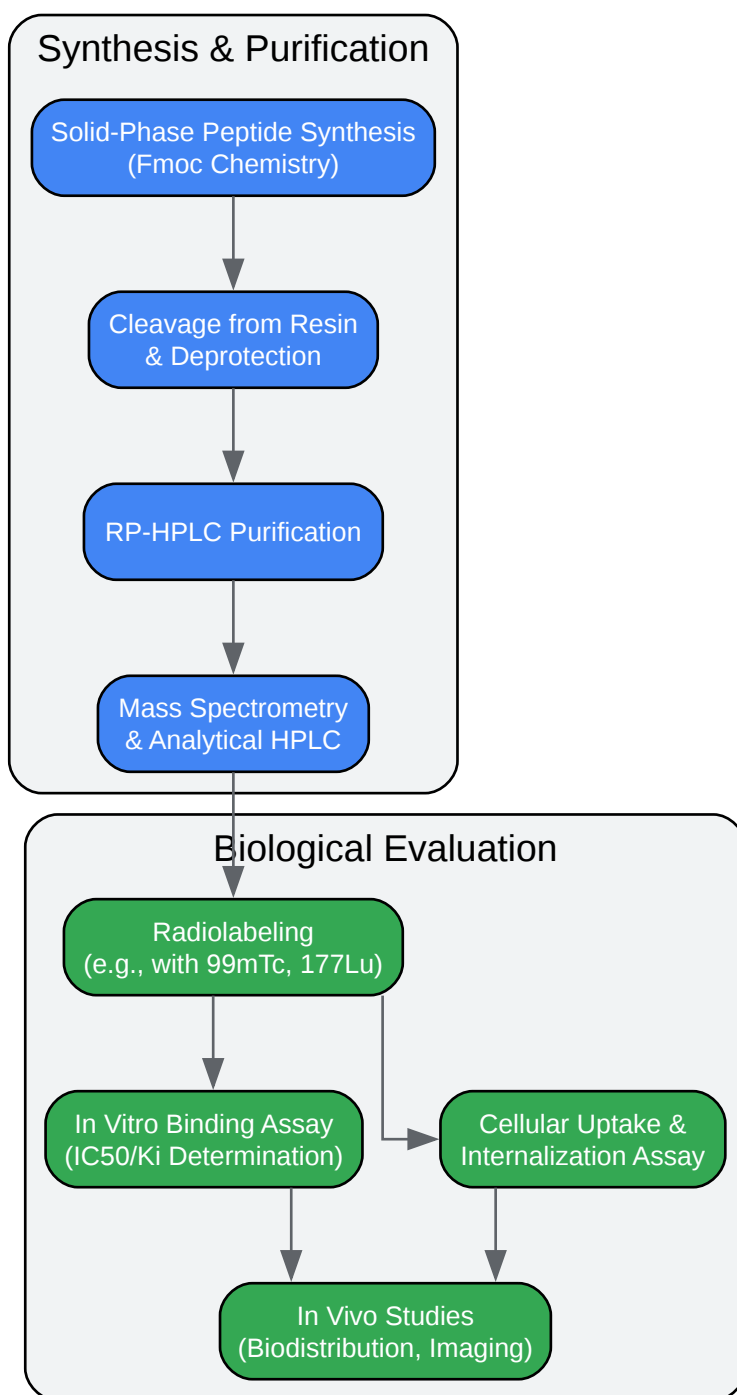 Synthesis & Purification
Solid-Phase Peptide Synthesis
(Fmoc Chemistry)
Cleavage from Resin
& Deprotection
RP-HPLC Purification
Mass Spectrometry
& Analytical HPLC
Biological Evaluation
Radiolabeling
(e.g., with 99mTc, 177Lu)
In Vitro Binding Assay
(IC50/Ki Determination)
Cellular Uptake &
Internalization Assay
In Vivo Studies
(Biodistribution, Imaging)